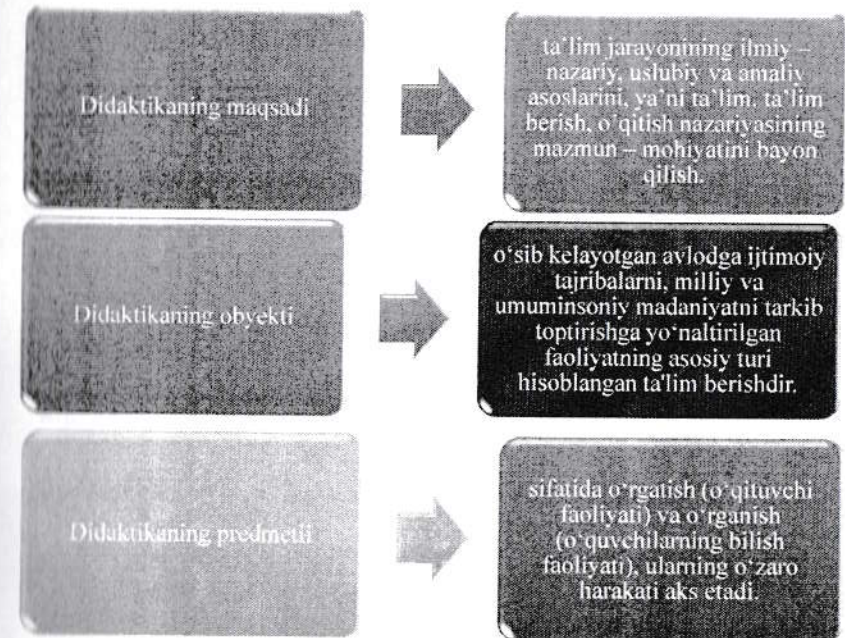 Didaktikaning maqsadi
ta'lim jarayonining ilmiy –
nazariy, uslubiy va amaliy
asoslarini, ya'ni ta'lim, ta'lim
berish, o'qitish nazariyasining
mazmun – mohiyatini bayon
qilish.
Didaktikaning obyekti
o‘sib kelayotgan avlodga ijtimoiy
tajribalarni, milliy va
umuminsoniy madaniyatni tarkib
toptirishga yo‘naltirilgan
faoliyatning asosiy turi
hisoblangan ta'lim berishdir.
Didaktikaning predmetii
sifatida o‘rgatish (o‘qituvchi
faoliyati) va o‘rganish
(o‘quvchilarning bilish
faoliyati), ularning o‘zaro
harakati aks etadi.